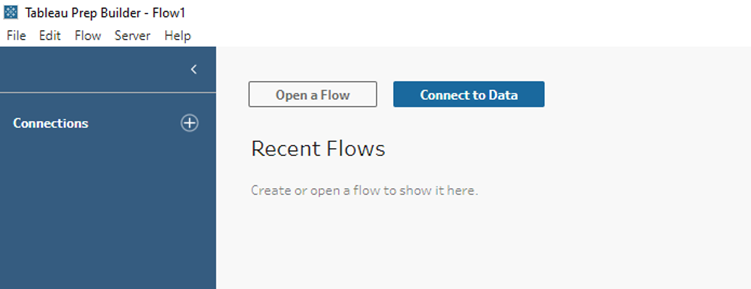 Tableau Prep Builder - Flow1
File Edit Flow Server Help
Open a Flow Connect to Data
Connections
Recent Flows
Create or open a flow to show it here.